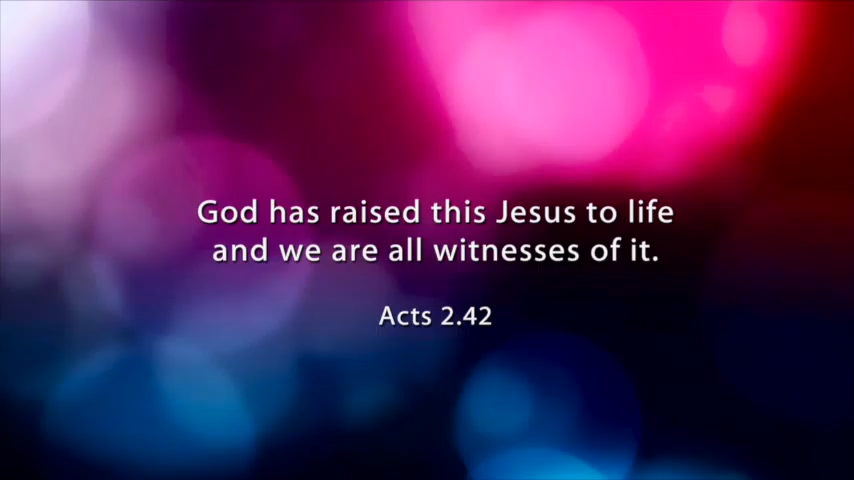 God has raised this Jesus to life
and we are all witnesses of it.
Acts 2.42